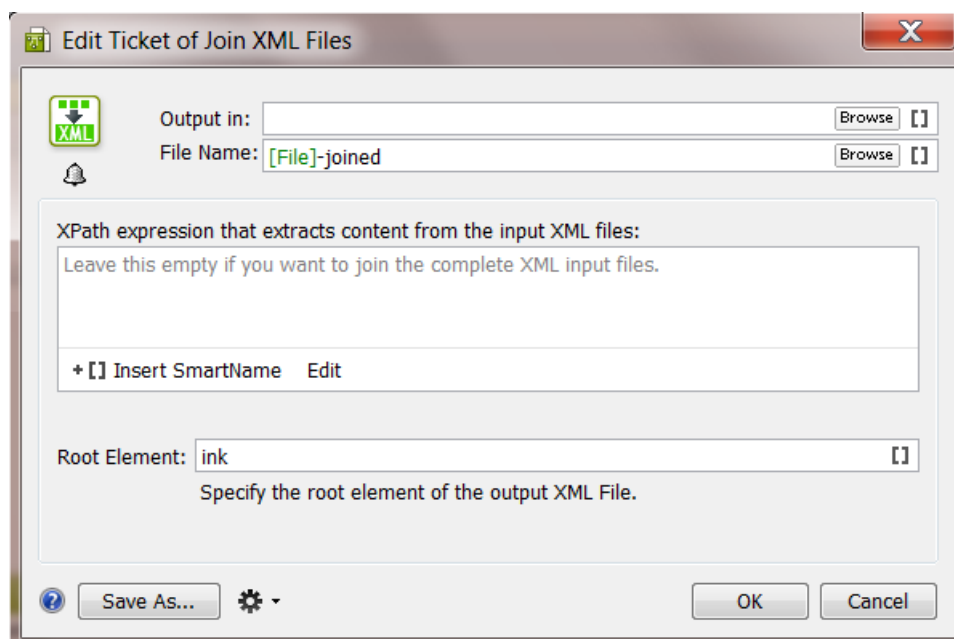 Edit Ticket of Join XML Files
X
XML
Output in: Browse []
File Name: [File]-joined Browse []
XPath expression that extracts content from the input XML files:
Leave this empty if you want to join the complete XML input files.
+ [] Insert SmartName Edit
Root Element: ink []
Specify the root element of the output XML File.
? Save As... OK Cancel